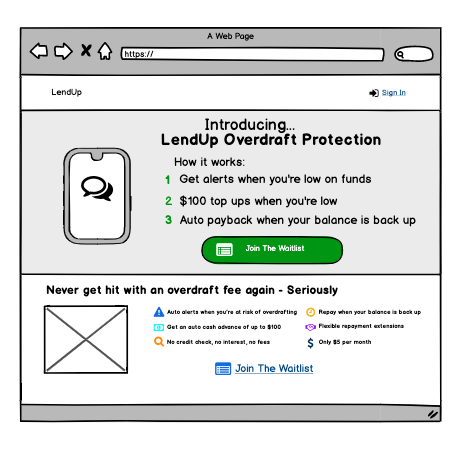 A Web Page
https://
LendUp
Sign In
Introducing...
LendUp Overdraft Protection
How it works:
1 Get alerts when you're low on funds
2 $100 top ups when you're low
3 Auto payback when your balance is back up
Join The Waitlist
Never get hit with an overdraft fee again - Seriously
Auto alerts when you're at risk of overdrafting
Repay when your balance is back up
Get an auto cash advance of up to $100
Flexible repayment extensions
No credit check, no interest, no fees
$ Only $5 per month
Join The Waitlist